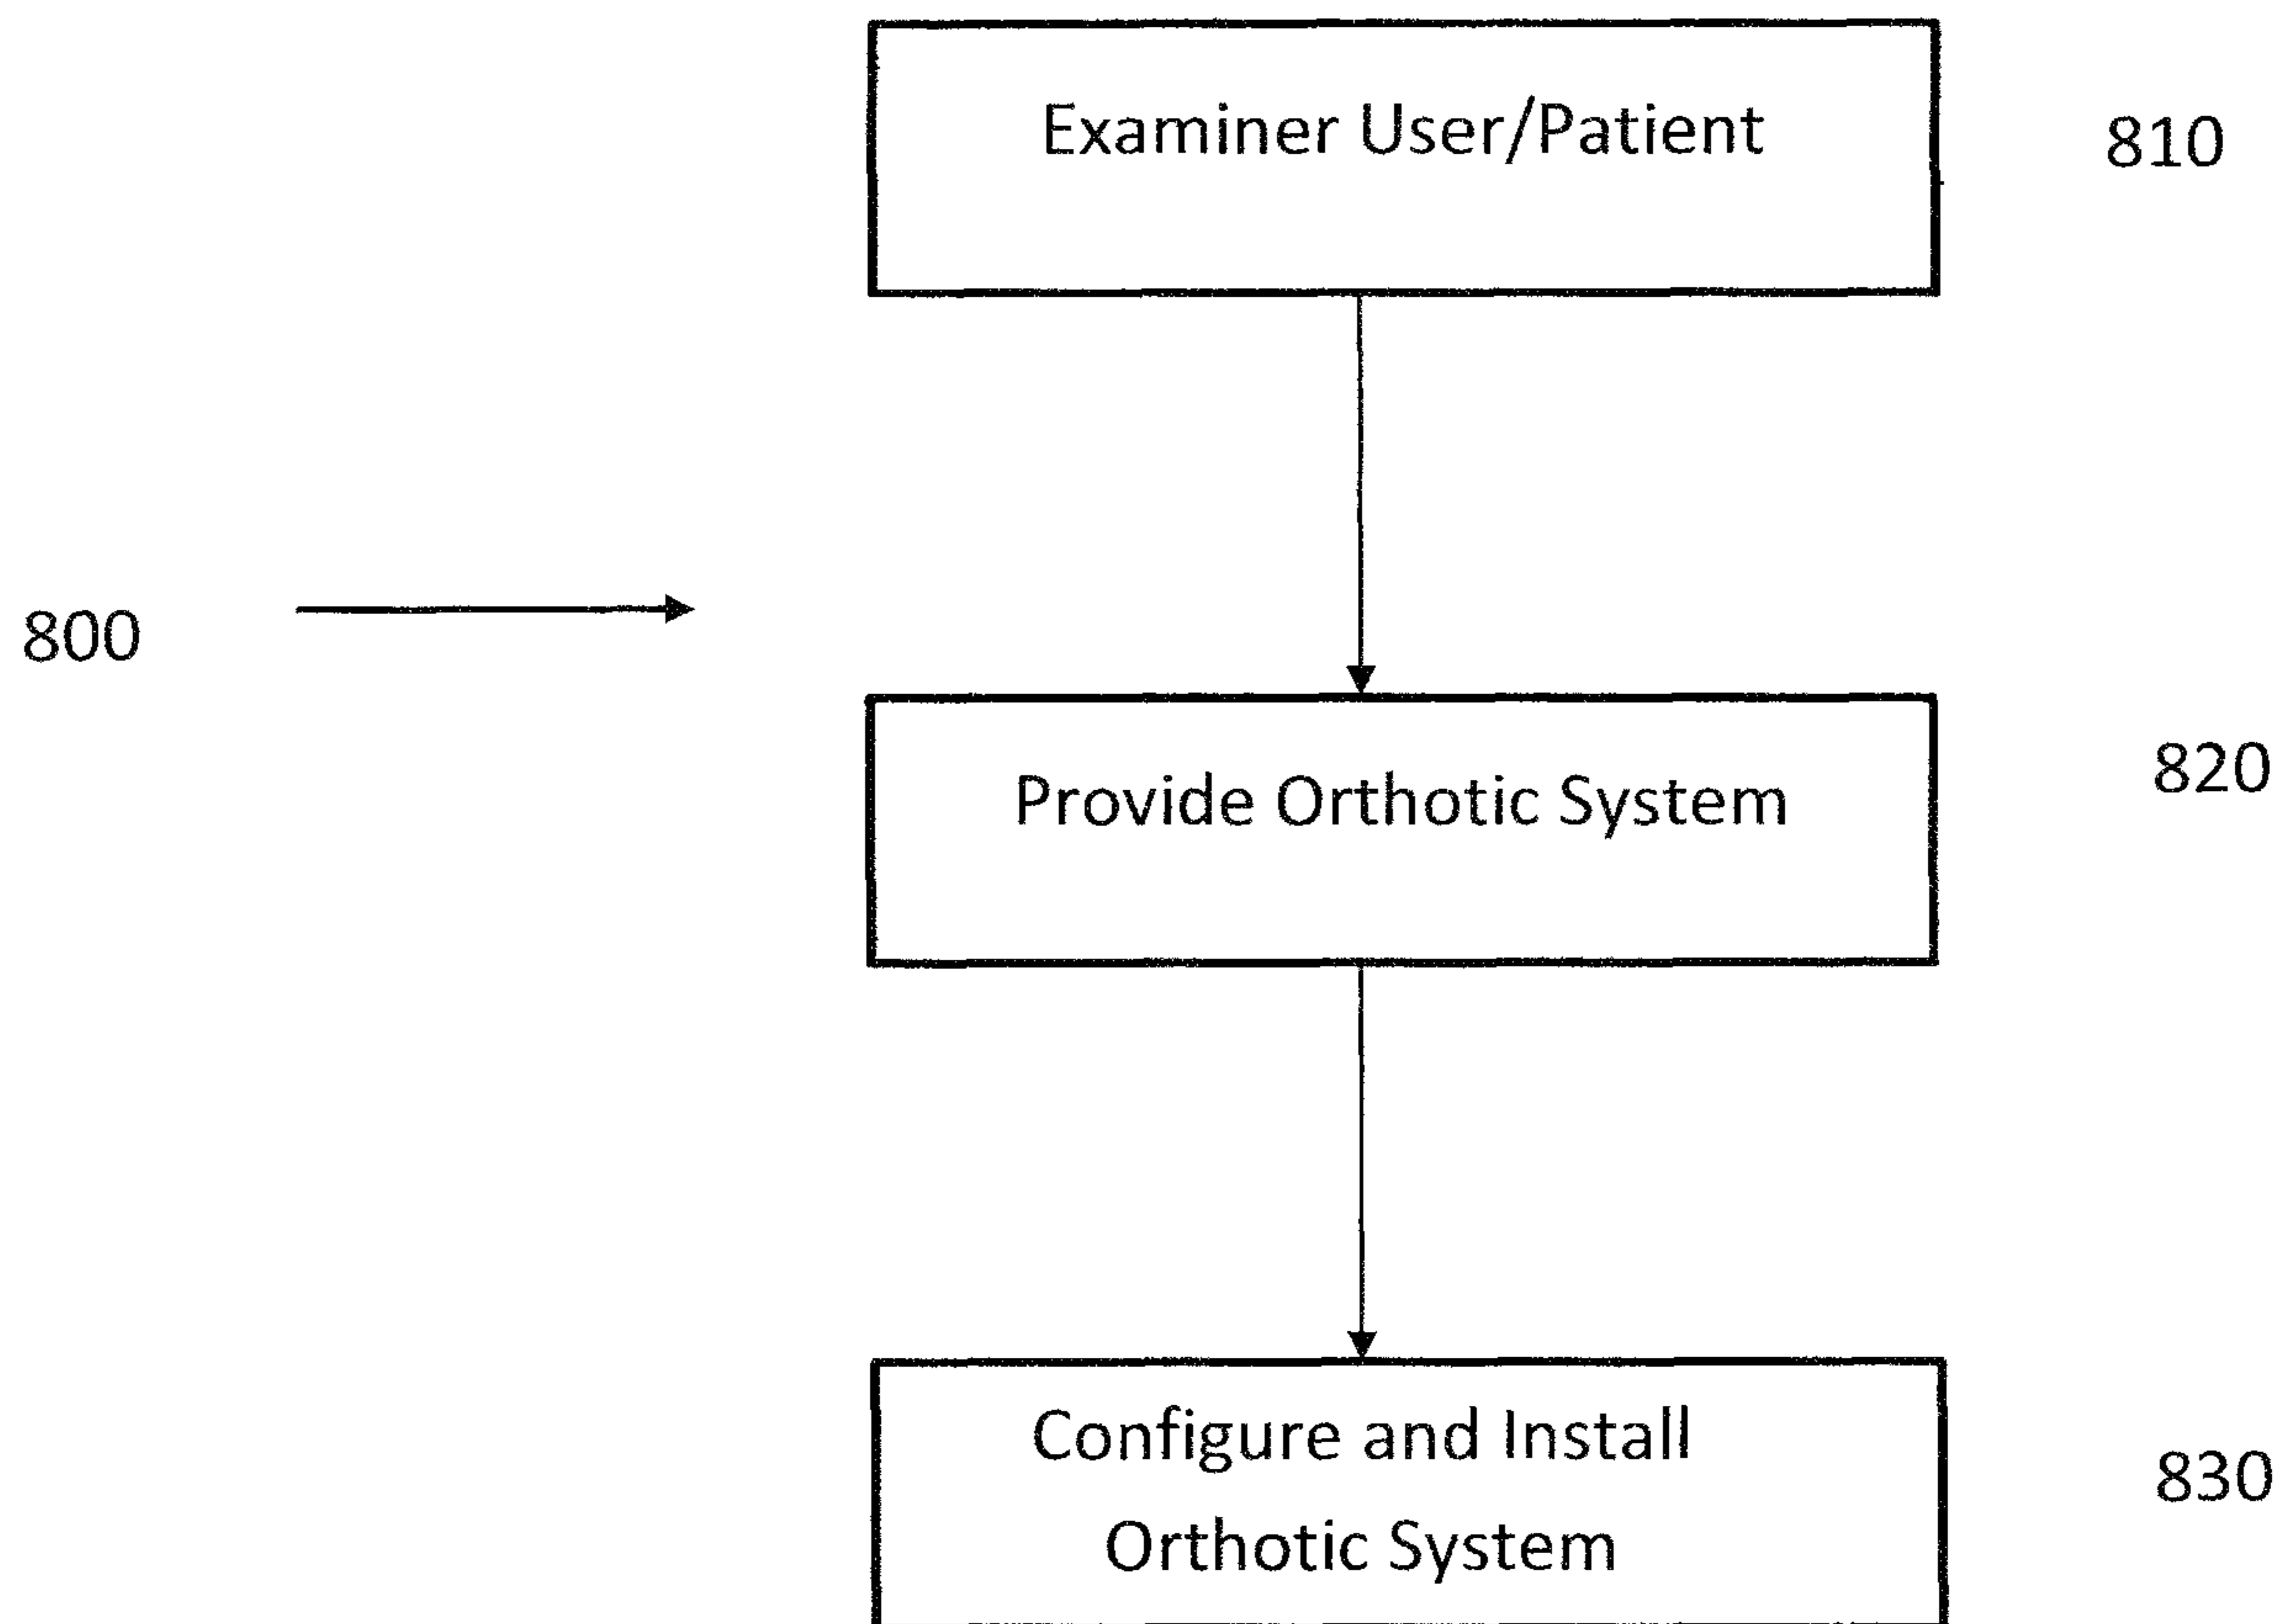 Examiner User/Patient
810
800
Provide Orthotic System
820
Configure and Install
Orthotic System
830